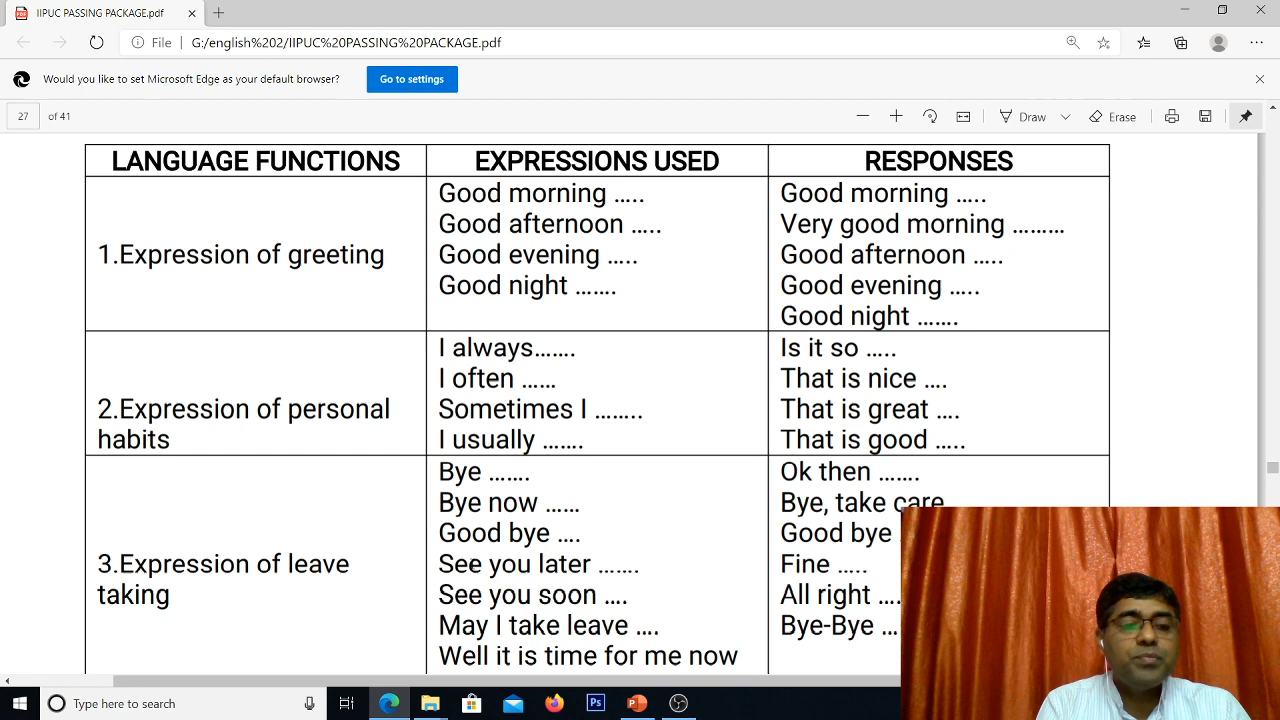 IIPUC PASSING PACKAGE.pdf
File G:/english%202/IIPUC%20PASSING%20PACKAGE.pdf
Would you like to set Microsoft Edge as your default browser? Go to settings
27 of 41 Draw Erase
LANGUAGE FUNCTIONS EXPRESSIONS USED RESPONSES
1.Expression of greeting
Good morning …..
Good afternoon …..
Good evening …..
Good night …….
Good morning …..
Very good morning ………
Good afternoon …..
Good evening …..
Good night …….
2.Expression of personal
habits
I always…….
I often ……
Sometimes I ……..
I usually …….
Is it so …..
That is nice ….
That is great ….
That is good …..
3.Expression of leave
taking
Bye …….
Bye now ……
Good bye ….
See you later …….
See you soon ….
May I take leave ….
Well it is time for me now
Ok then …….
Bye, take care
Good bye
Fine …..
All right ….
Bye-Bye …
Type here to search
Ps